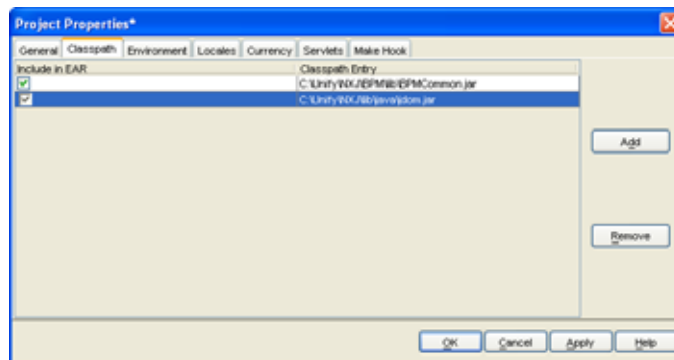 Project Properties*
General Classpath Environment Locales Currency Servlets Make Hook
Include in EAR Classpath Entry
C:\Unify\NXJ\BPM\lib\BPMCommon.jar
C:\Unify\NXJ\lib\java\jdom.jar
Add
Remove
OK Cancel Apply Help